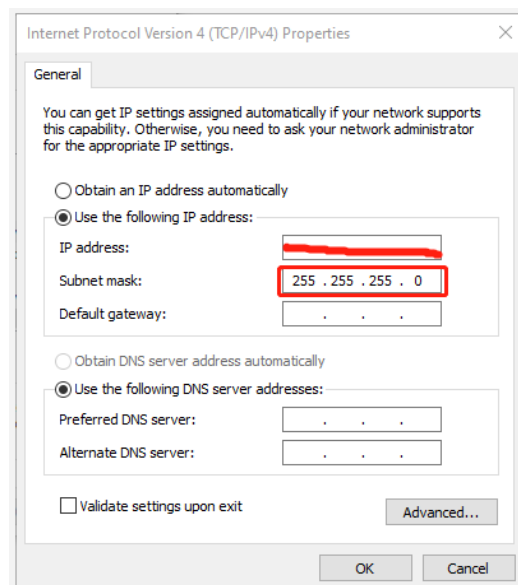 Internet Protocol Version 4 (TCP/IPv4) Properties
General
You can get IP settings assigned automatically if your network supports
this capability. Otherwise, you need to ask your network administrator
for the appropriate IP settings.
Obtain an IP address automatically
Use the following IP address:
IP address:
Subnet mask: 255 . 255 . 255 . 0
Default gateway: . . .
Obtain DNS server address automatically
Use the following DNS server addresses:
Preferred DNS server: . . .
Alternate DNS server: . . .
Validate settings upon exit
Advanced...
OK Cancel